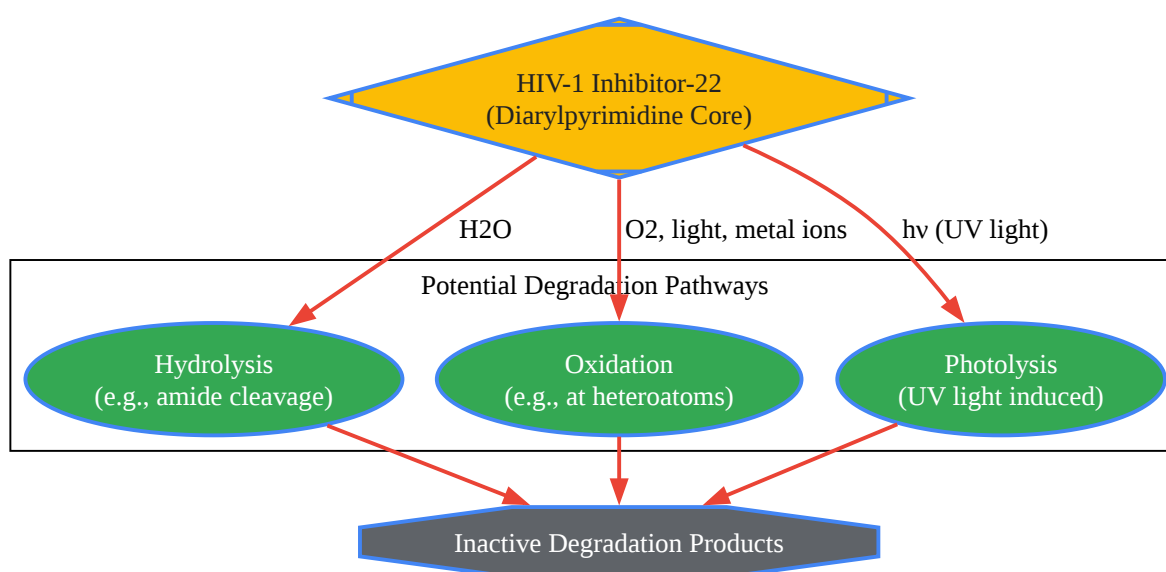 HIV-1 Inhibitor-22
(Diarylpyrimidine Core)
H2O
O2, light, metal ions
hν (UV light)
Potential Degradation Pathways
Hydrolysis
(e.g., amide cleavage)
Oxidation
(e.g., at heteroatoms)
Photolysis
(UV light induced)
Inactive Degradation Products